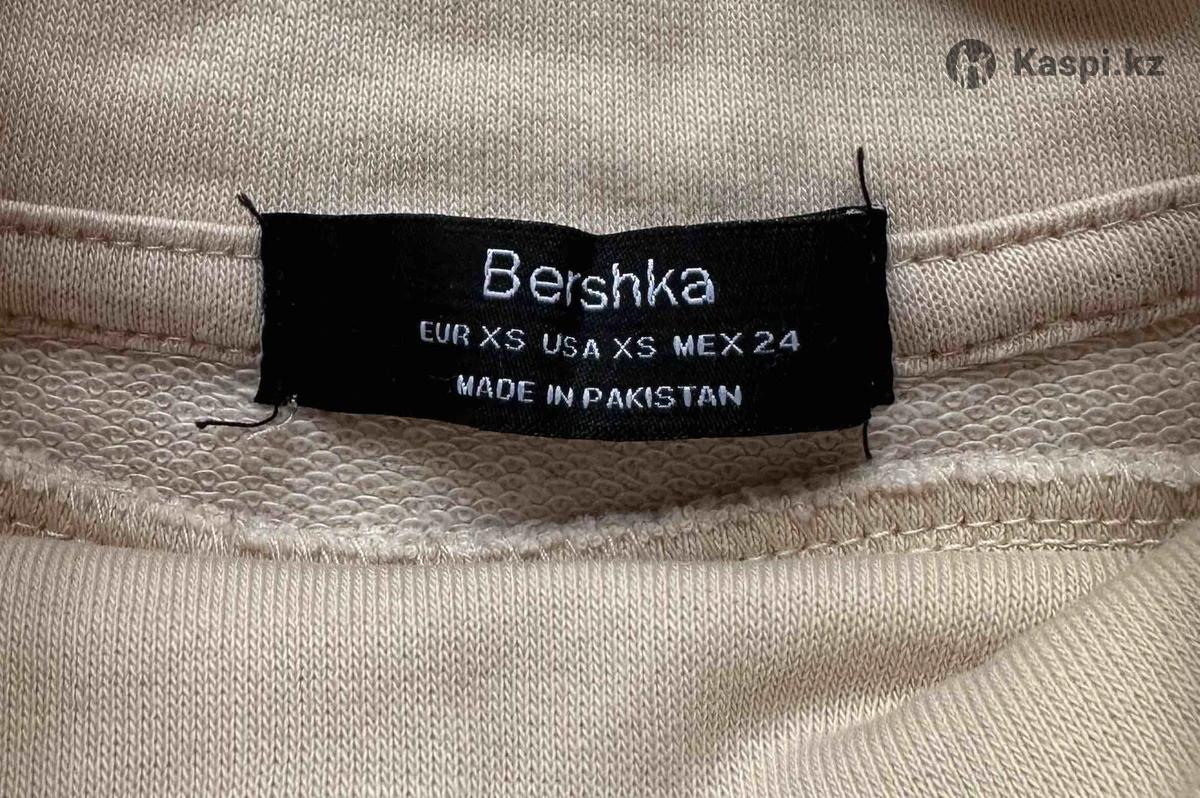 Kaspi.kz
Bershka
EUR XS USA XS MEX 24
MADE IN PAKISTAN